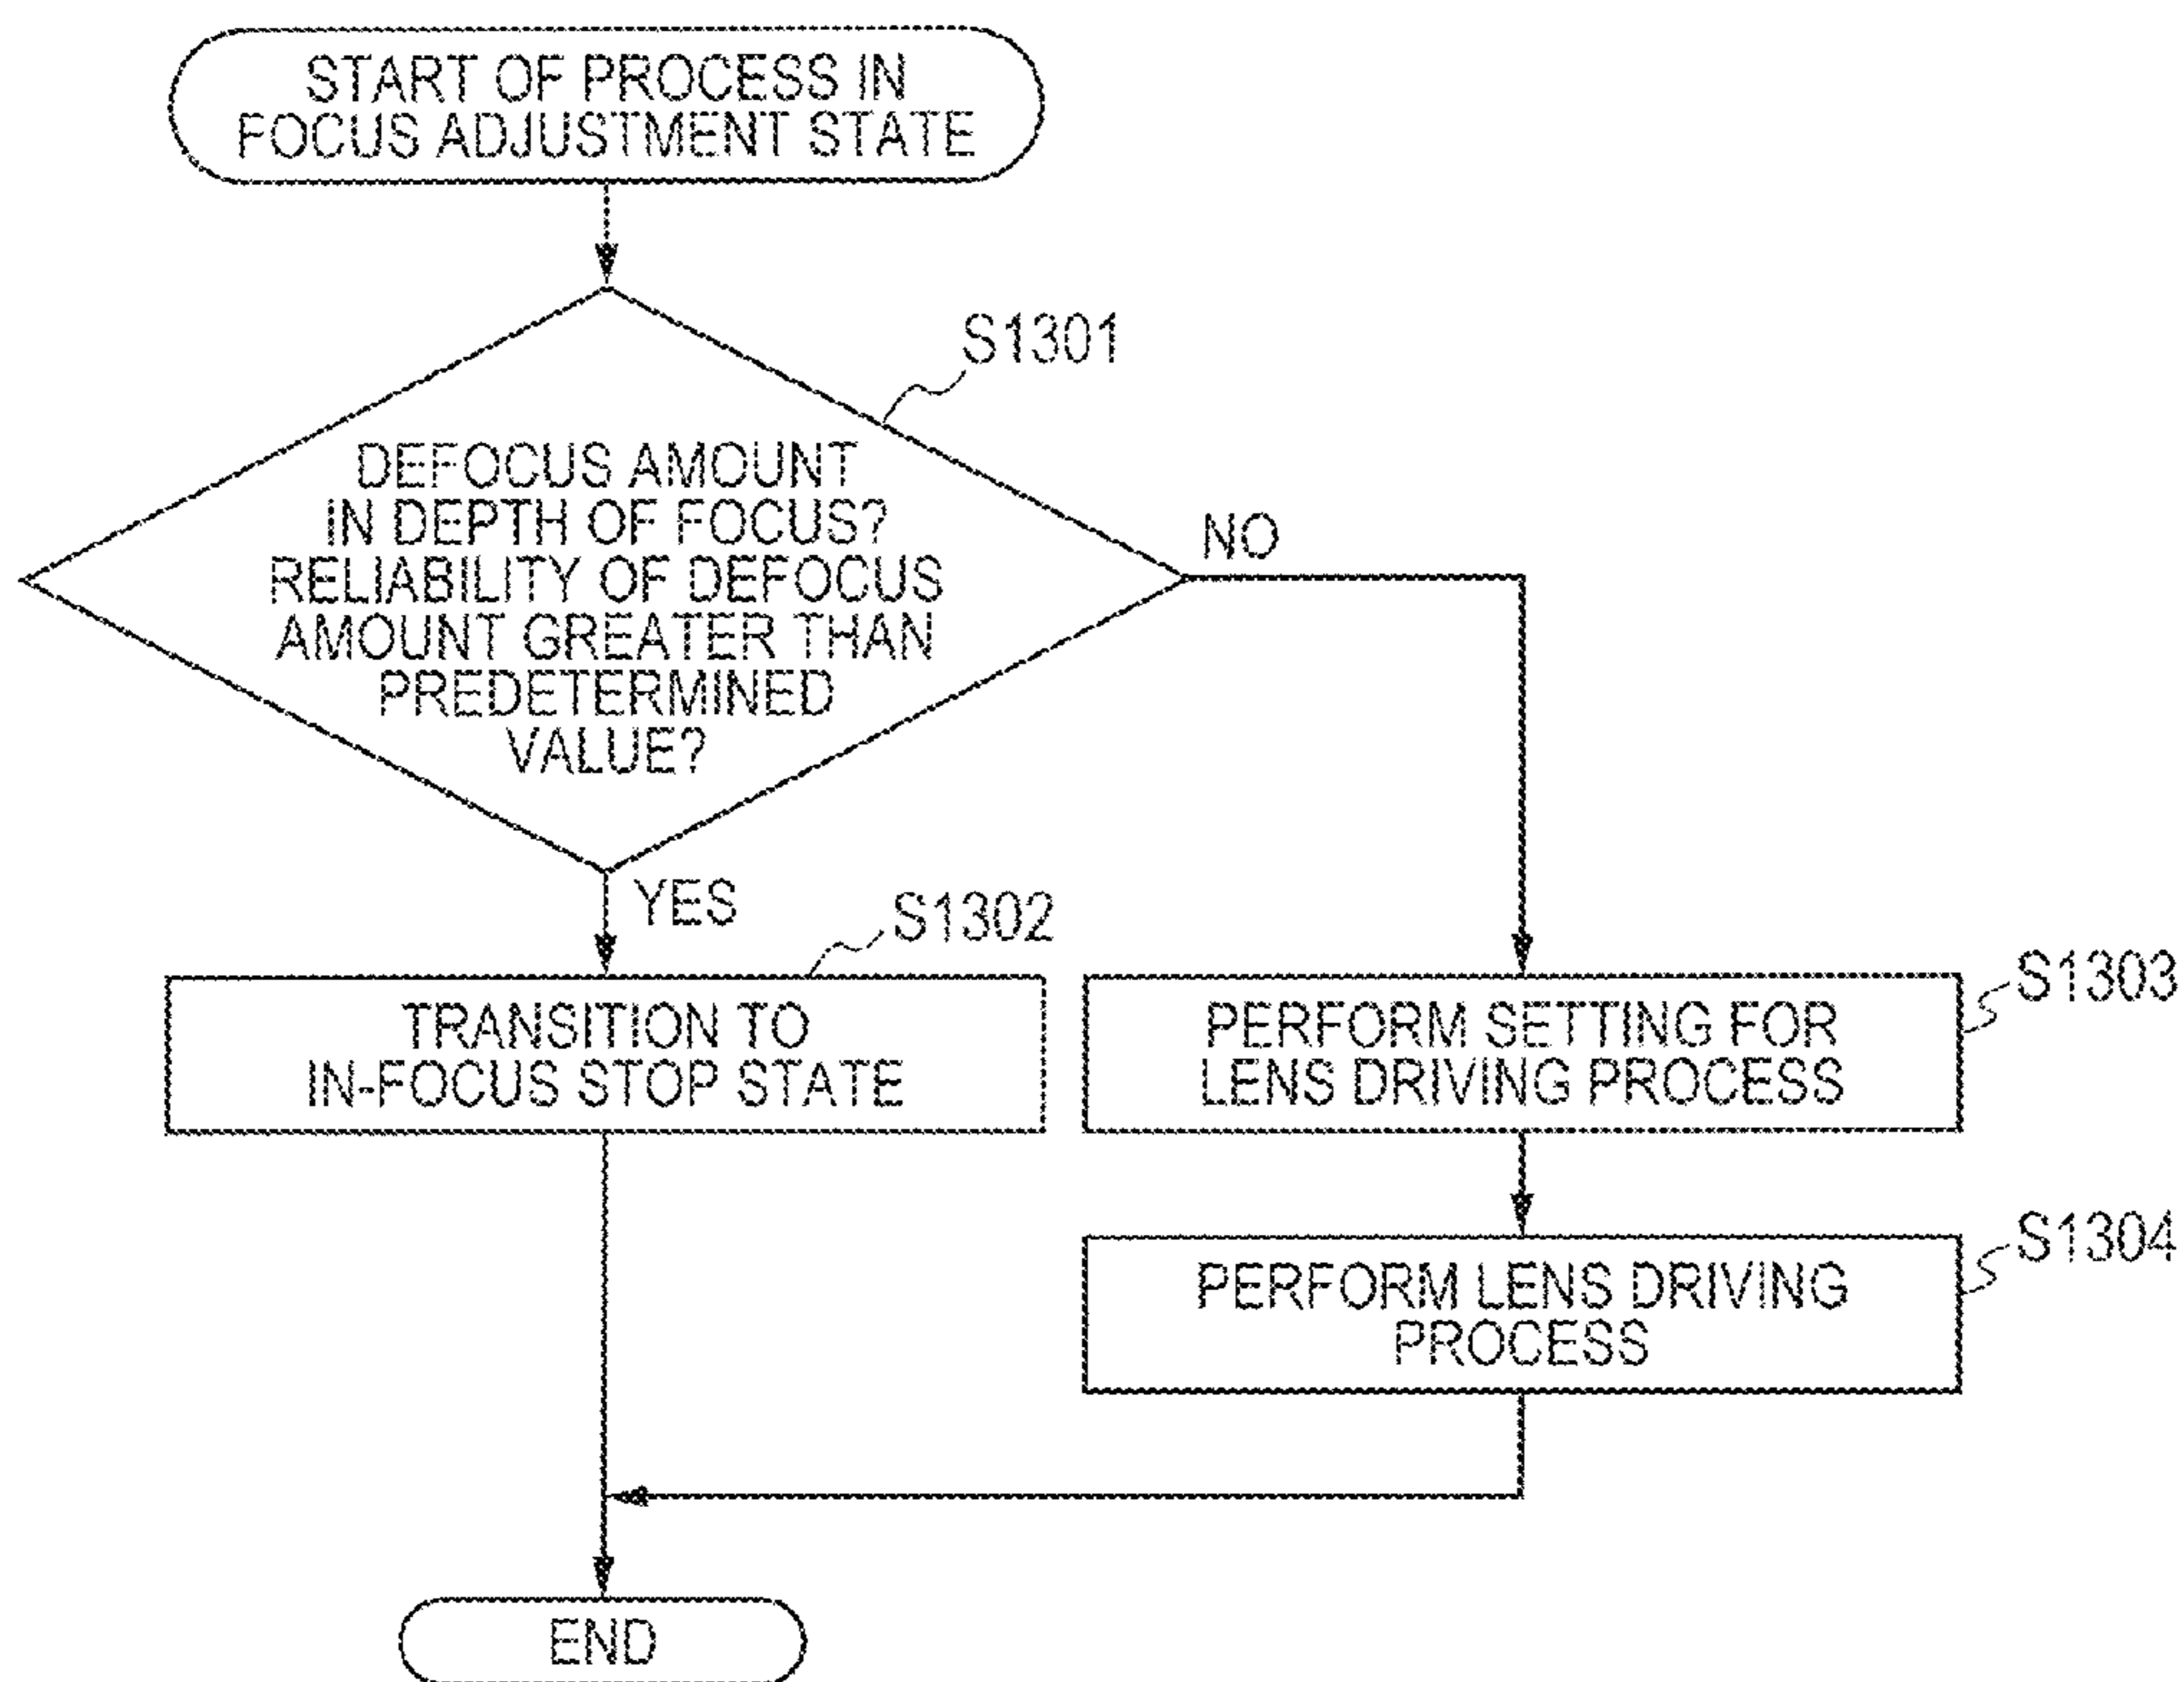 START OF PROCESS IN
FOCUS ADJUSTMENT STATE
S1301
DEFOCUS AMOUNT
IN DEPTH OF FOCUS?
RELIABILITY OF DEFOCUS
AMOUNT GREATER THAN
PREDETERMINED
VALUE?
NO
YES
S1302
TRANSITION TO
IN-FOCUS STOP STATE
S1303
PERFORM SETTING FOR
LENS DRIVING PROCESS
S1304
PERFORM LENS DRIVING
PROCESS
END